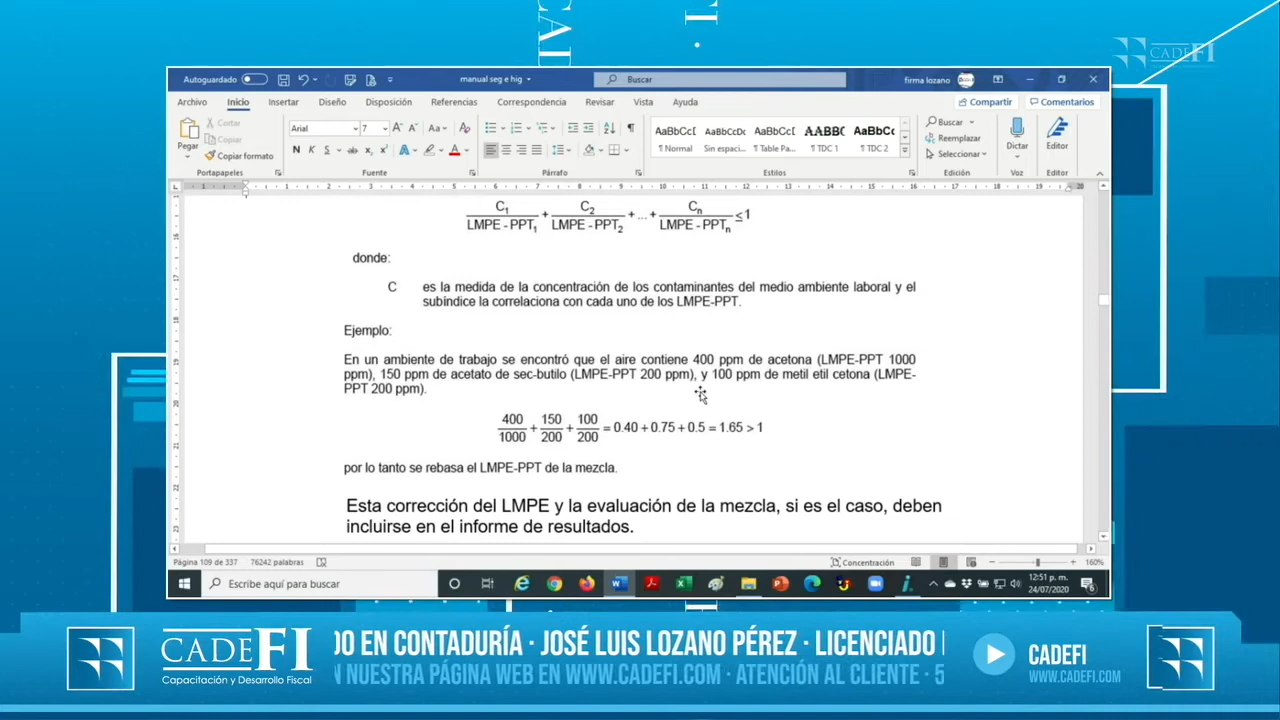 CADEFI
Autoguardado
manual seg e hig
Buscar
firma lozano
Archivo Inicio Insertar Diseño Disposición Referencias Correspondencia Revisar Vista Ayuda
Compartir Comentarios
Pegar
Cortar
Copiar
Copiar formato
Arial 7
N K S
AaBbCcI AaBbCcDc AaBbCcI AABBC AaBbCc
¶ Normal Sin espaci... ¶ Table Pa... ¶ TDC 1 ¶ TDC 2
Buscar
Reemplazar
Seleccionar
Dictar
Editor
Portapapeles Fuente Párrafo Estilos Edición Voz Editor
C1/LMPE - PPT1 + C2/LMPE - PPT2 + ... + Cn/LMPE - PPTn ≤ 1
donde:
C es la medida de la concentración de los contaminantes del medio ambiente laboral y el
subíndice la correlaciona con cada uno de los LMPE-PPT.
Ejemplo:
En un ambiente de trabajo se encontró que el aire contiene 400 ppm de acetona (LMPE-PPT 1000
ppm), 150 ppm de acetato de sec-butilo (LMPE-PPT 200 ppm), y 100 ppm de metil etil cetona (LMPE-
PPT 200 ppm).
400/1000 + 150/200 + 100/200 = 0.40 + 0.75 + 0.5 = 1.65 > 1
por lo tanto se rebasa el LMPE-PPT de la mezcla.
Esta corrección del LMPE y la evaluación de la mezcla, si es el caso, deben
incluirse en el informe de resultados.
Página 109 de 337 76242 palabras
Concentración
160%
Escribe aquí para buscar
12:51 p. m.
24/07/2020
CADEFI
Capacitación y Desarrollo Fiscal
DO EN CONTADURÍA · JOSÉ LUIS LOZANO PÉREZ · LICENCIADO
N NUESTRA PÁGINA WEB EN WWW.CADEFI.COM · ATENCIÓN AL CLIENTE · 5
CADEFI
WWW.CADEFI.COM